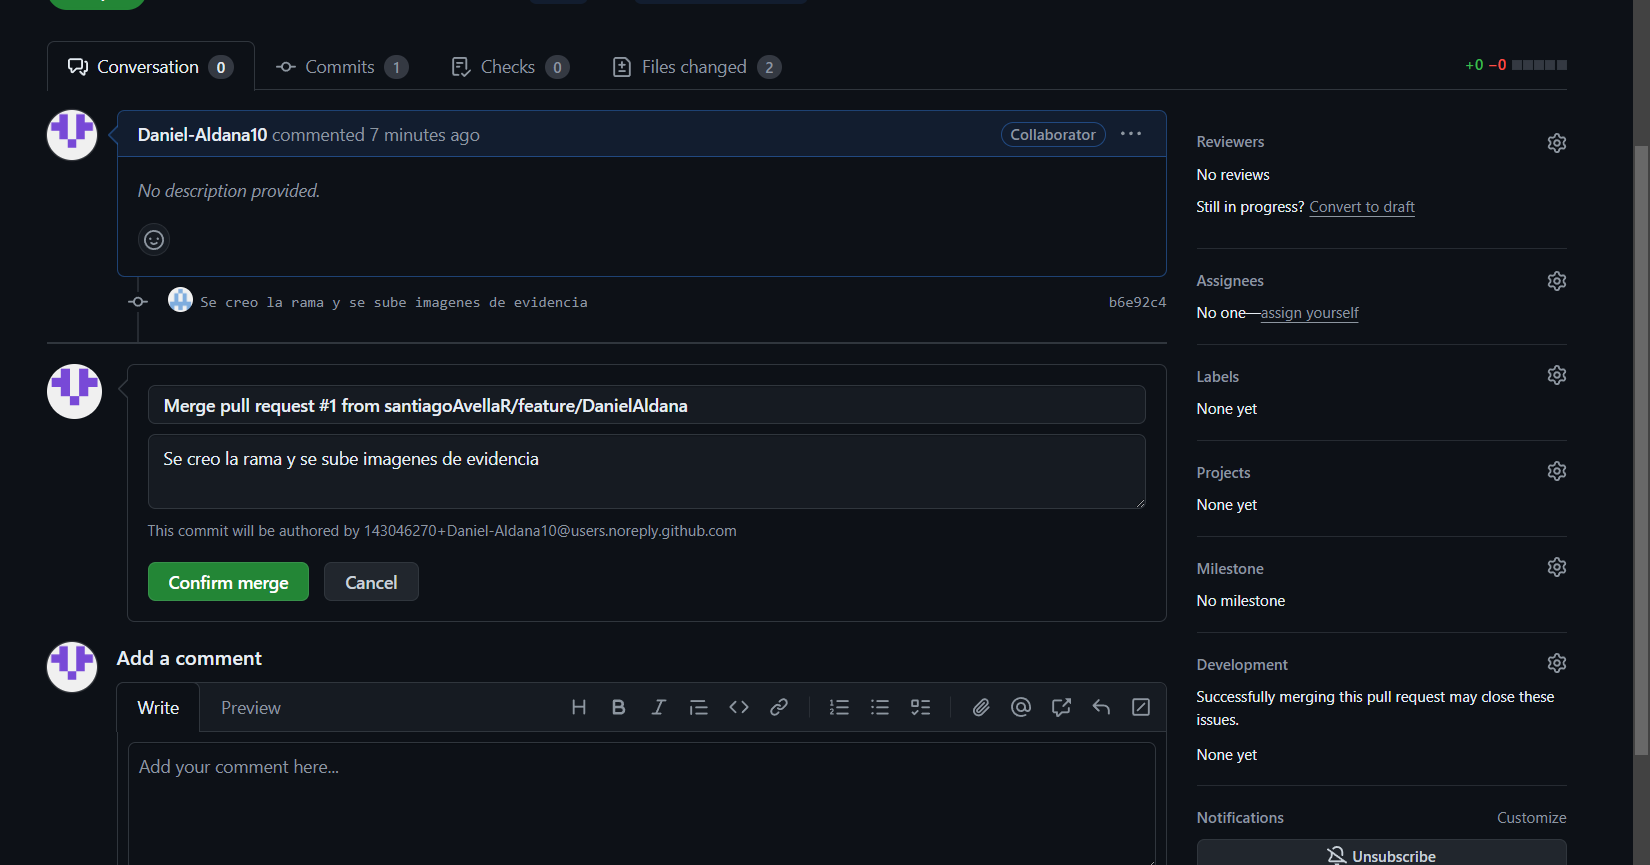 Conversation 0
Commits 1
Checks 0
Files changed 2
+0 −0
Daniel-Aldana10 commented 7 minutes ago
Collaborator
No description provided.
Se creo la rama y se sube imagenes de evidencia
b6e92c4
Merge pull request #1 from santiagoAvellaR/feature/DanielAldana
Se creo la rama y se sube imagenes de evidencia
This commit will be authored by 143046270+Daniel-Aldana10@users.noreply.github.com
Confirm merge
Cancel
Add a comment
Write
Preview
Add your comment here...
Reviewers
No reviews
Still in progress? Convert to draft
Assignees
No one—assign yourself
Labels
None yet
Projects
None yet
Milestone
No milestone
Development
Successfully merging this pull request may close these
issues.
None yet
Notifications
Customize
Unsubscribe